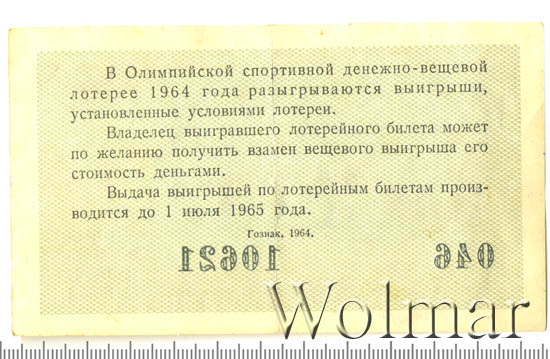 В Олимпийской спортивной денежно-вещевой
лотерее 1964 года разыгрываются выигрыши,
установленные условиями лотереи.
Владелец выигравшего лотерейного билета может
по желанию получить взамен вещевого выигрыша его
стоимость деньгами.
Выдача выигрышей по лотерейным билетам произ-
водится до 1 июля 1965 года.
Гознак, 1964.
10621 046
Wolmar